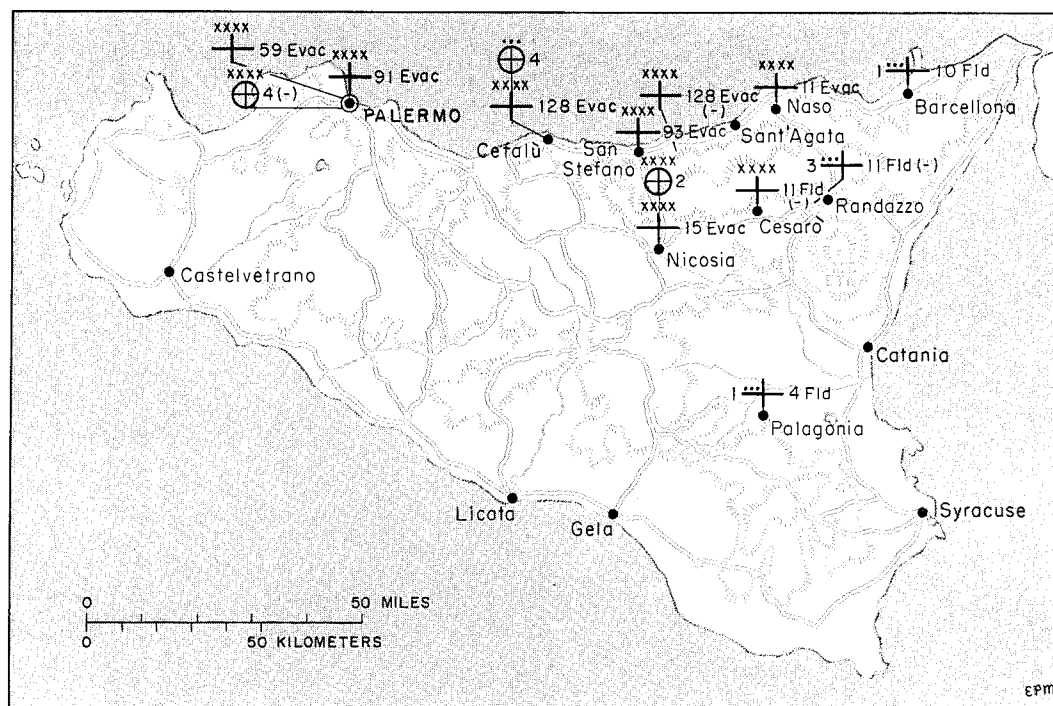 xxxx
59 Evac
xxxx
4 (-)
xxxx
91 Evac
PALERMO
•••
4
xxxx
128 Evac
Cefalù
xxxx
128 Evac
(-)
xxxx
93 Evac
San
Stefano
xxxx
11 Evac
Naso
Sant'Agata
1 ••• 10 Fld
Barcellona
3 ••• 11 Fld (-)
Randazzo
xxxx
11 Fld
(-)
Cesarò
xxxx
2
xxxx
15 Evac
Nicosia
Etna
Castelvetrano
Catania
1 ••• 4 Fld
Palagònia
Licata
Gela
Syracuse
0 50 MILES
0 50 KILOMETERS
EPM